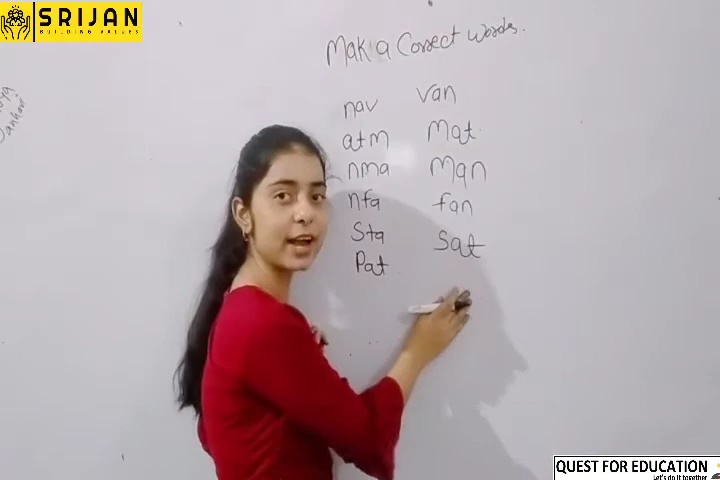 SRIJAN
BUILDING VALUES
Mak a Correct words.
nav van
atm Mat
nma Man
nfa fan
Sta Sat
Pat
QUEST FOR EDUCATION
Let's do it together